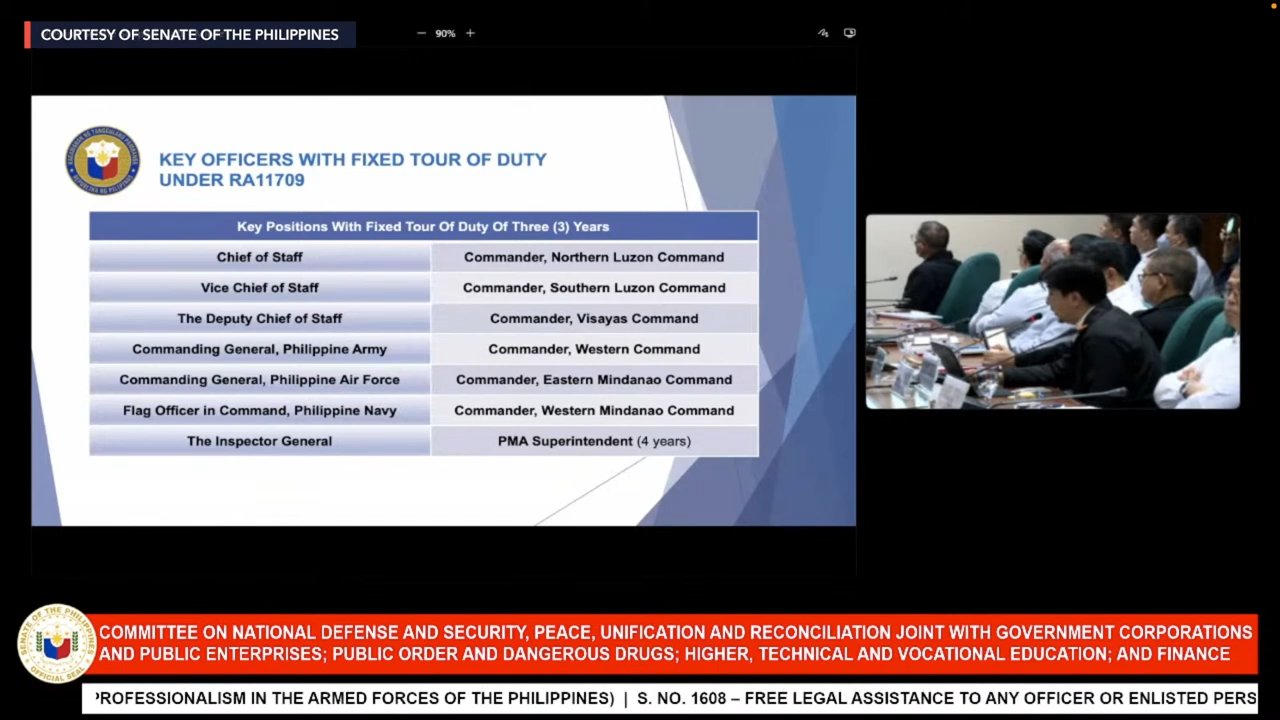 COURTESY OF SENATE OF THE PHILIPPINES
90%
KEY OFFICERS WITH FIXED TOUR OF DUTY
UNDER RA11709
Key Positions With Fixed Tour Of Duty Of Three (3) Years
Chief of Staff
Commander, Northern Luzon Command
Vice Chief of Staff
Commander, Southern Luzon Command
The Deputy Chief of Staff
Commander, Visayas Command
Commanding General, Philippine Army
Commander, Western Command
Commanding General, Philippine Air Force
Commander, Eastern Mindanao Command
Flag Officer in Command, Philippine Navy
Commander, Western Mindanao Command
The Inspector General
PMA Superintendent (4 years)
SENATE OF THE PHILIPPINES
OFFICIAL SEAL
COMMITTEE ON NATIONAL DEFENSE AND SECURITY, PEACE, UNIFICATION AND RECONCILIATION JOINT WITH GOVERNMENT CORPORATIONS
AND PUBLIC ENTERPRISES; PUBLIC ORDER AND DANGEROUS DRUGS; HIGHER, TECHNICAL AND VOCATIONAL EDUCATION; AND FINANCE
PROFESSIONALISM IN THE ARMED FORCES OF THE PHILIPPINES) | S. NO. 1608 – FREE LEGAL ASSISTANCE TO ANY OFFICER OR ENLISTED PERS